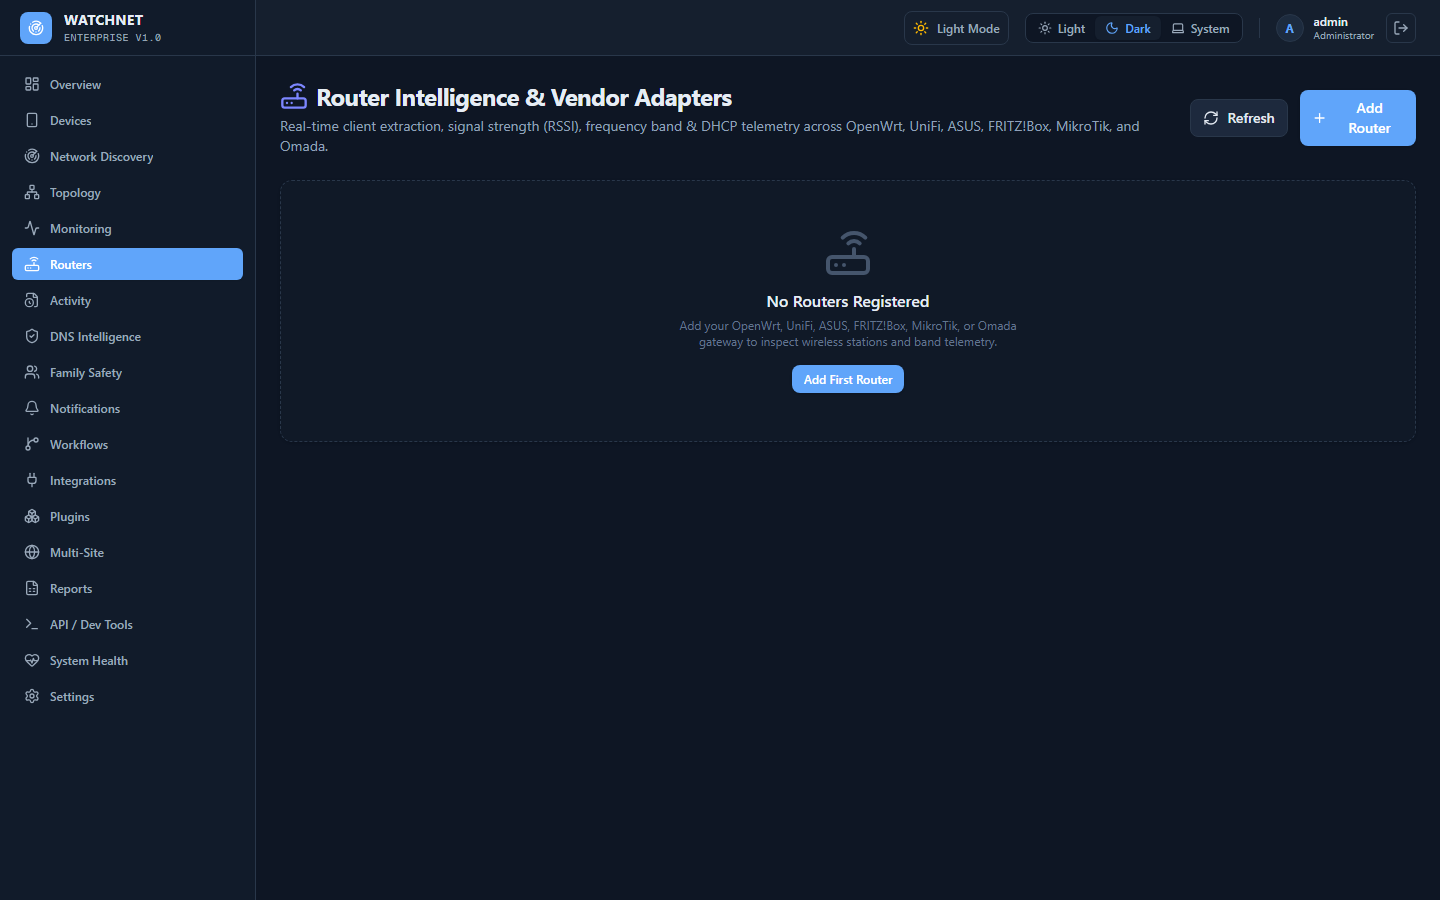 WATCHNET
ENTERPRISE V1.0
Light Mode
Light
Dark
System
A
admin
Administrator
Overview
Devices
Network Discovery
Topology
Monitoring
Routers
Activity
DNS Intelligence
Family Safety
Notifications
Workflows
Integrations
Plugins
Multi-Site
Reports
API / Dev Tools
System Health
Settings
Router Intelligence & Vendor Adapters
Real-time client extraction, signal strength (RSSI), frequency band & DHCP telemetry across OpenWrt, UniFi, ASUS, FRITZ!Box, MikroTik, and
Omada.
Refresh
Add
Router
No Routers Registered
Add your OpenWrt, UniFi, ASUS, FRITZ!Box, MikroTik, or Omada
gateway to inspect wireless stations and band telemetry.
Add First Router